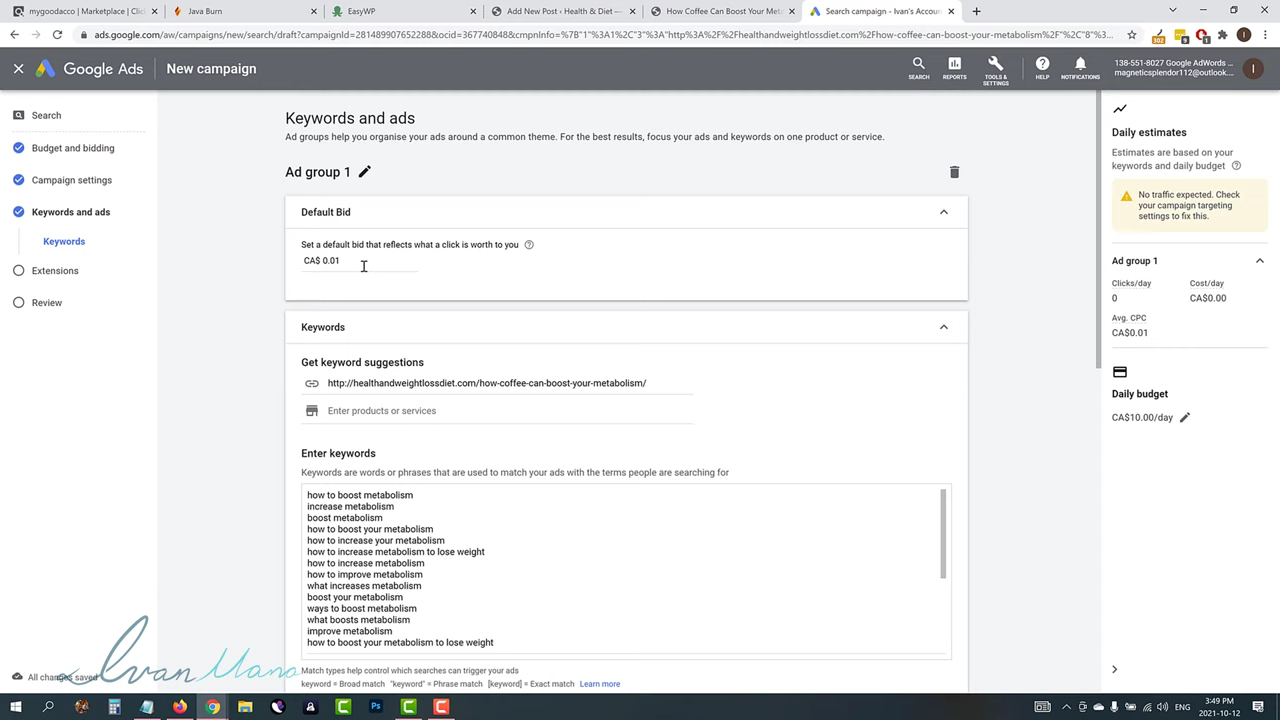 mygoodacco | Marketplace | Clic
Java Burn
EasyWP
Add New Post ‹ Health & Diet —
How Coffee Can Boost Your Met
Search campaign - Ivan's Accou
ads.google.com/aw/campaigns/new/search/draft?campaignId=281489907652288&ocid=367740848&cmpnInfo=%7B"1"%3A1%2C"3"%3A"http%3A%2F%2Fhealthandweightlossdiet.com%2Fhow-coffee-can-boost-your-metabolism%2F"%2C"8"%3...
Google Ads
New campaign
SEARCH
REPORTS
TOOLS & SETTINGS
HELP
NOTIFICATIONS
138-551-8027 Google AdWords ...
magneticsplendor112@outlook....
I
Search
Budget and bidding
Campaign settings
Keywords and ads
Keywords
Extensions
Review
Keywords and ads
Ad groups help you organise your ads around a common theme. For the best results, focus your ads and keywords on one product or service.
Ad group 1
Default Bid
Set a default bid that reflects what a click is worth to you
CA$ 0.01
Keywords
Get keyword suggestions
http://healthandweightlossdiet.com/how-coffee-can-boost-your-metabolism/
Enter products or services
Enter keywords
Keywords are words or phrases that are used to match your ads with the terms people are searching for
how to boost metabolism
increase metabolism
boost metabolism
how to boost your metabolism
how to increase your metabolism
how to increase metabolism to lose weight
how to increase metabolism
how to improve metabolism
what increases metabolism
boost your metabolism
ways to boost metabolism
what boosts metabolism
improve metabolism
how to boost your metabolism to lose weight
Match types help control which searches can trigger your ads
keyword = Broad match "keyword" = Phrase match [keyword] = Exact match Learn more
Daily estimates
Estimates are based on your
keywords and daily budget
No traffic expected. Check
your campaign targeting
settings to fix this.
Ad group 1
Clicks/day
Cost/day
0
CA$0.00
Avg. CPC
CA$0.01
Daily budget
CA$10.00/day
All changes saved
Ivan Mana
ENG
3:49 PM
2021-10-12